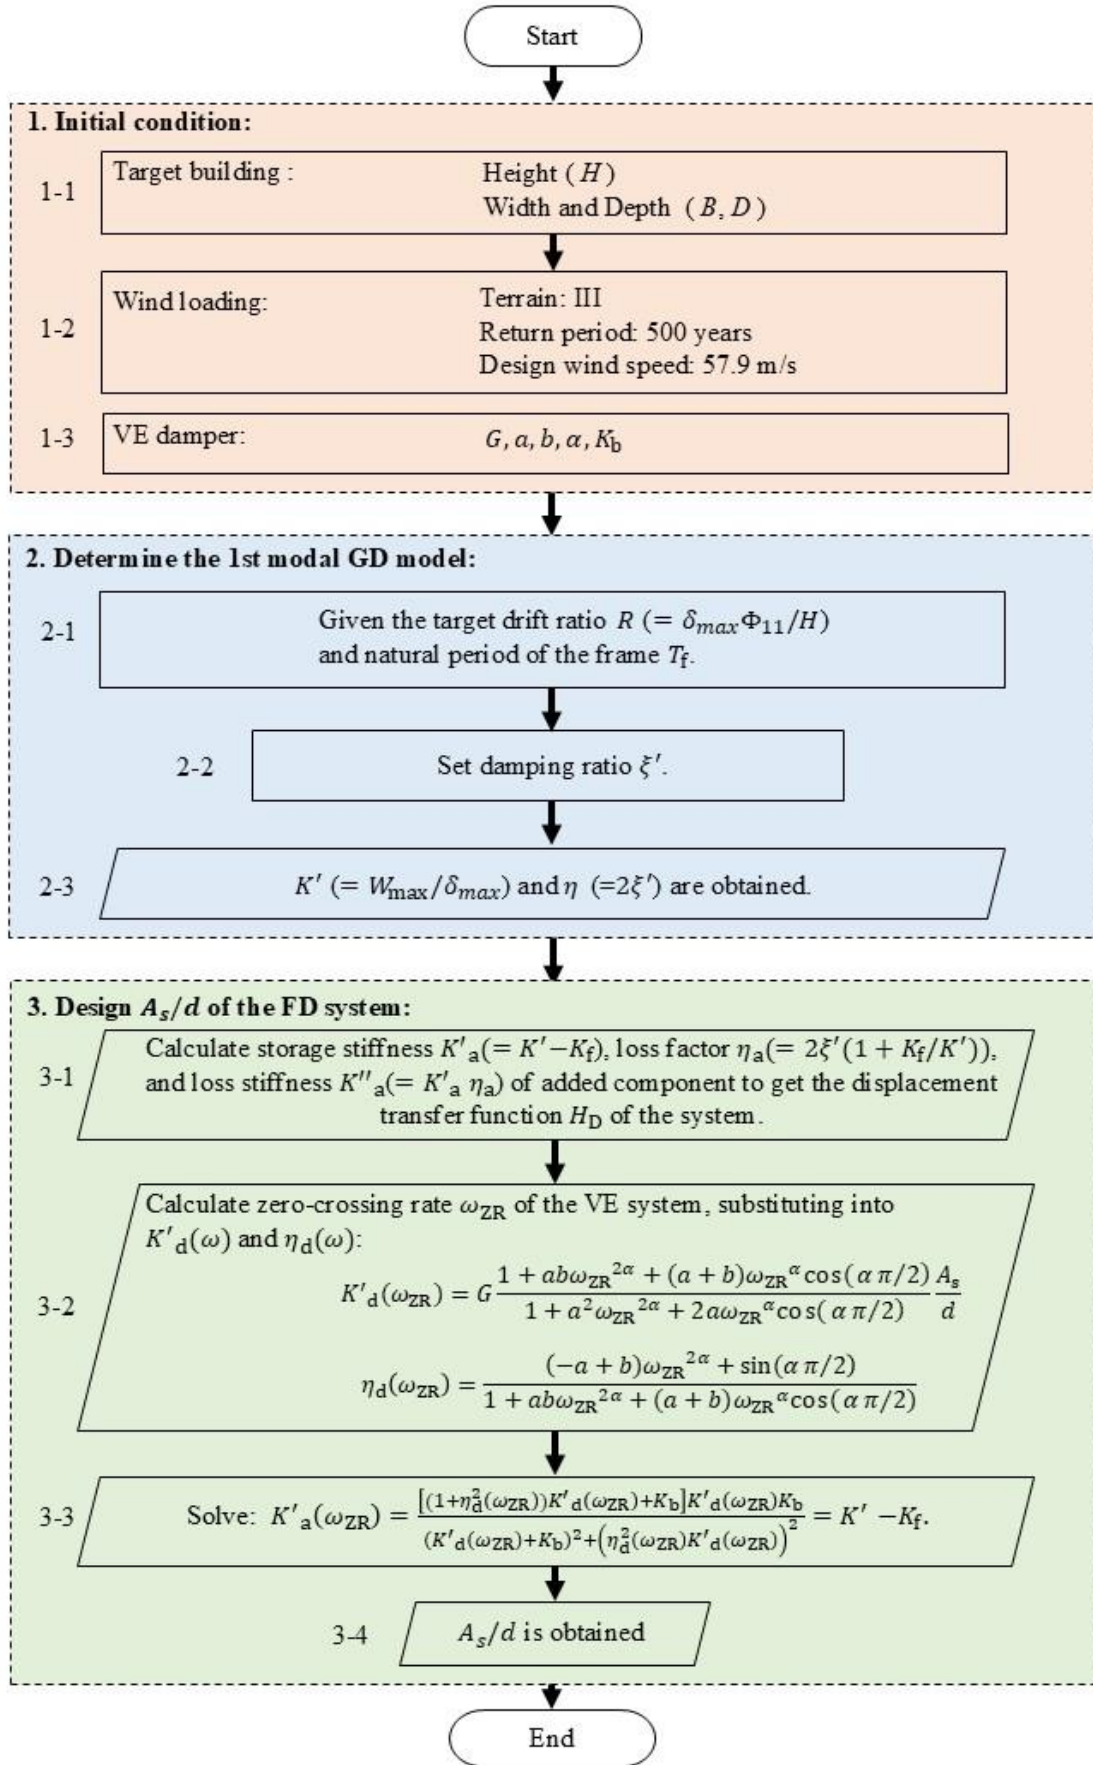 Start
1. Initial condition:
1-1
Target building :
Height ( H )
Width and Depth ( B, D )
1-2
Wind loading:
Terrain: III
Return period: 500 years
Design wind speed: 57.9 m/s
1-3
VE damper:
G, a, b, α, K_b
2. Determine the 1st modal GD model:
2-1
Given the target drift ratio R (= δ_max Φ_11/H)
and natural period of the frame T_f.
2-2
Set damping ratio ξ′.
2-3
K′ (= W_max/δ_max) and η (=2ξ′) are obtained.
3. Design A_s/d of the FD system:
3-1
Calculate storage stiffness K′_a(= K′−K_f), loss factor η_a(= 2ξ′(1 + K_f/K′)),
and loss stiffness K′′_a(= K′_a η_a) of added component to get the displacement
transfer function H_D of the system.
3-2
Calculate zero-crossing rate ω_ZR of the VE system, substituting into
K′_d(ω) and η_d(ω):
K′_d(ω_ZR) = G (1 + abω_ZR^2α + (a + b)ω_ZR^α cos(α π/2))/(1 + a^2 ω_ZR^2α + 2aω_ZR^α cos( α π/2)) A_s/d
η_d(ω_ZR) = ((−a + b)ω_ZR^2α + sin(α π/2))/(1 + abω_ZR^2α + (a + b)ω_ZR^α cos(α π/2))
3-3
Solve: K′_a(ω_ZR) = [(1+η_d^2(ω_ZR))K′_d(ω_ZR)+K_b]K′_d(ω_ZR)K_b/((K′_d(ω_ZR)+K_b)^2+(η_d^2(ω_ZR)K′_d(ω_ZR))^2) = K′ −K_f.
3-4
A_s/d is obtained
End